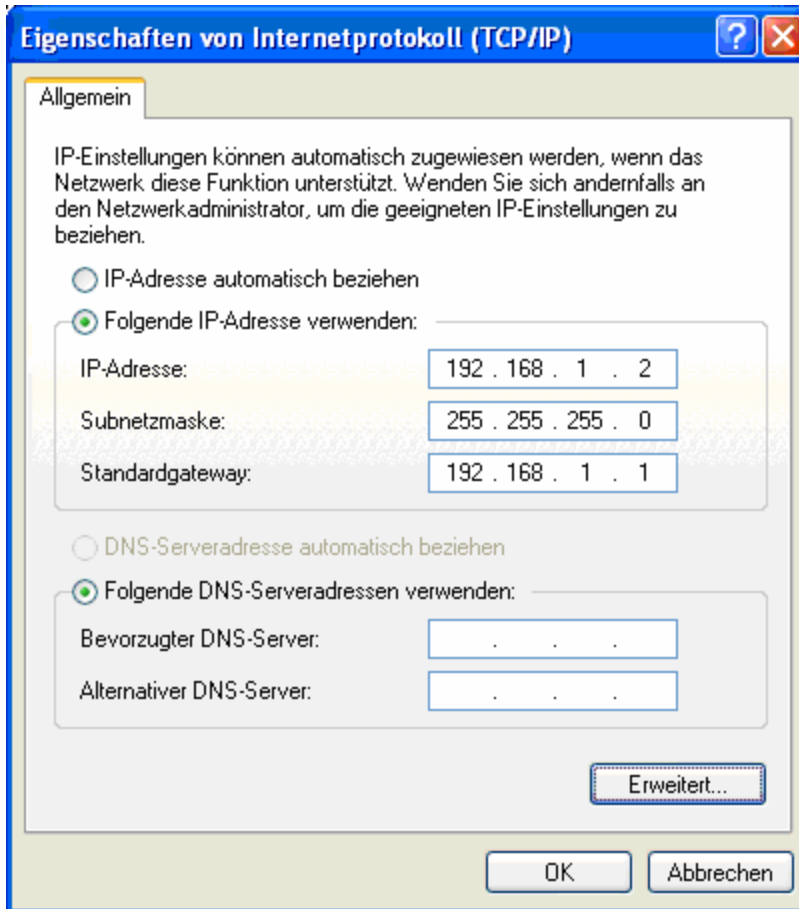 Eigenschaften von Internetprotokoll (TCP/IP)
Allgemein
IP-Einstellungen können automatisch zugewiesen werden, wenn das
Netzwerk diese Funktion unterstützt. Wenden Sie sich andernfalls an
den Netzwerkadministrator, um die geeigneten IP-Einstellungen zu
beziehen.
IP-Adresse automatisch beziehen
Folgende IP-Adresse verwenden:
IP-Adresse: 192 . 168 . 1 . 2
Subnetzmaske: 255 . 255 . 255 . 0
Standardgateway: 192 . 168 . 1 . 1
DNS-Serveradresse automatisch beziehen
Folgende DNS-Serveradressen verwenden:
Bevorzugter DNS-Server: . . .
Alternativer DNS-Server: . . .
Erweitert...
OK Abbrechen